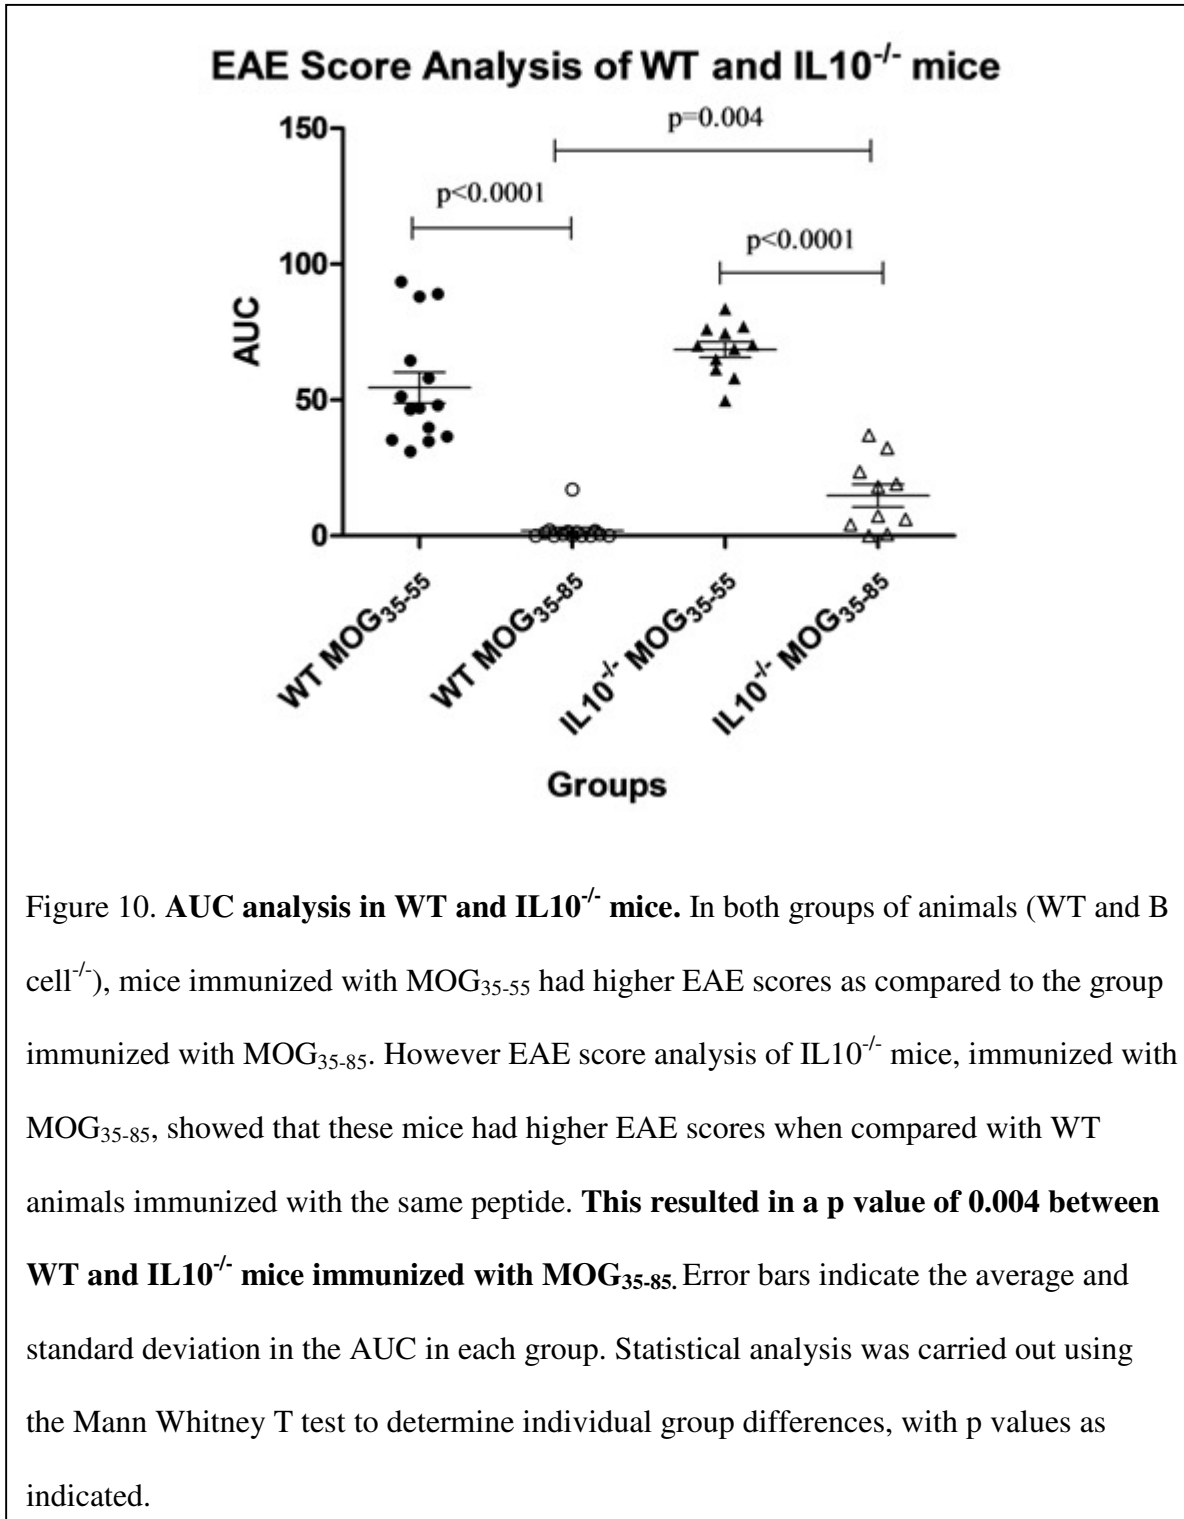 EAE Score Analysis of WT and IL10⁻/⁻ mice
p=0.004
150
p<0.0001
p<0.0001
100
AUC
50
0
WT MOG₃₅₋₅₅
WT MOG₃₅₋₈₅
IL10⁻/⁻ MOG₃₅₋₅₅
IL10⁻/⁻ MOG₃₅₋₈₅
Groups
Figure 10. AUC analysis in WT and IL10⁻/⁻ mice. In both groups of animals (WT and B
cell⁻/⁻), mice immunized with MOG₃₅₋₅₅ had higher EAE scores as compared to the group
immunized with MOG₃₅₋₈₅. However EAE score analysis of IL10⁻/⁻ mice, immunized with
MOG₃₅₋₈₅, showed that these mice had higher EAE scores when compared with WT
animals immunized with the same peptide. This resulted in a p value of 0.004 between
WT and IL10⁻/⁻ mice immunized with MOG₃₅₋₈₅. Error bars indicate the average and
standard deviation in the AUC in each group. Statistical analysis was carried out using
the Mann Whitney T test to determine individual group differences, with p values as
indicated.